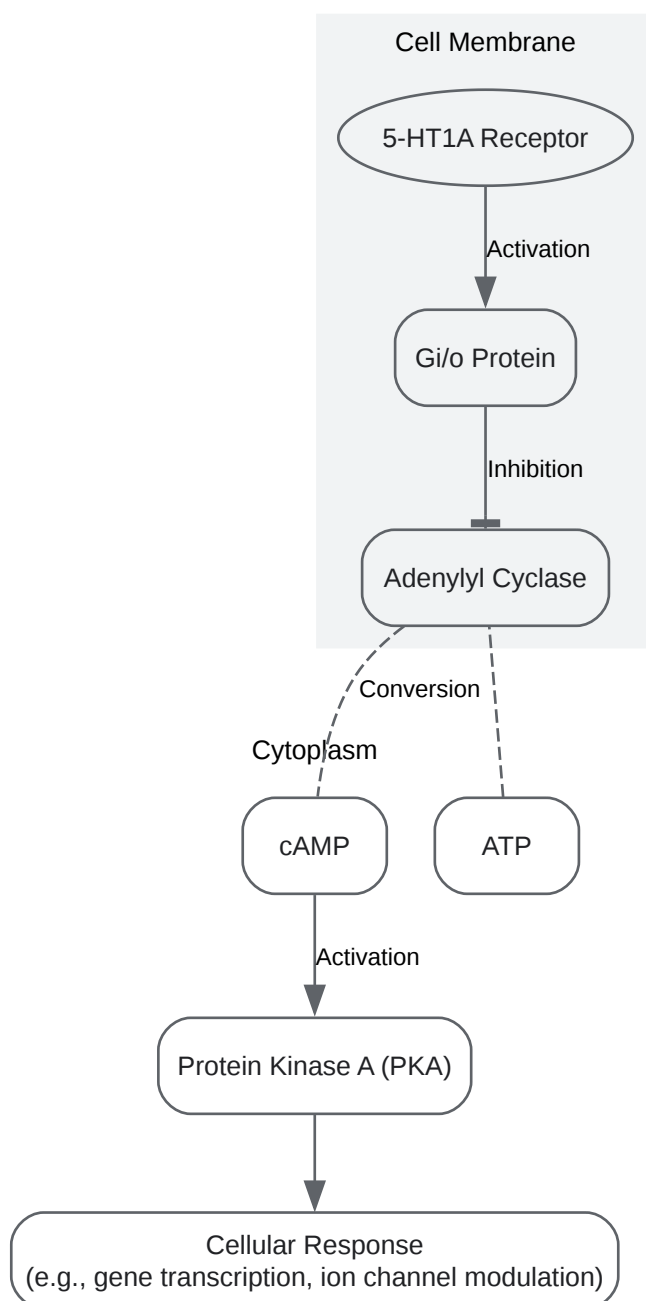 Cell Membrane
5-HT1A Receptor
Activation
Gi/o Protein
Inhibition
Adenylyl Cyclase
Conversion
Cytoplasm
cAMP
ATP
Activation
Protein Kinase A (PKA)
Cellular Response
(e.g., gene transcription, ion channel modulation)